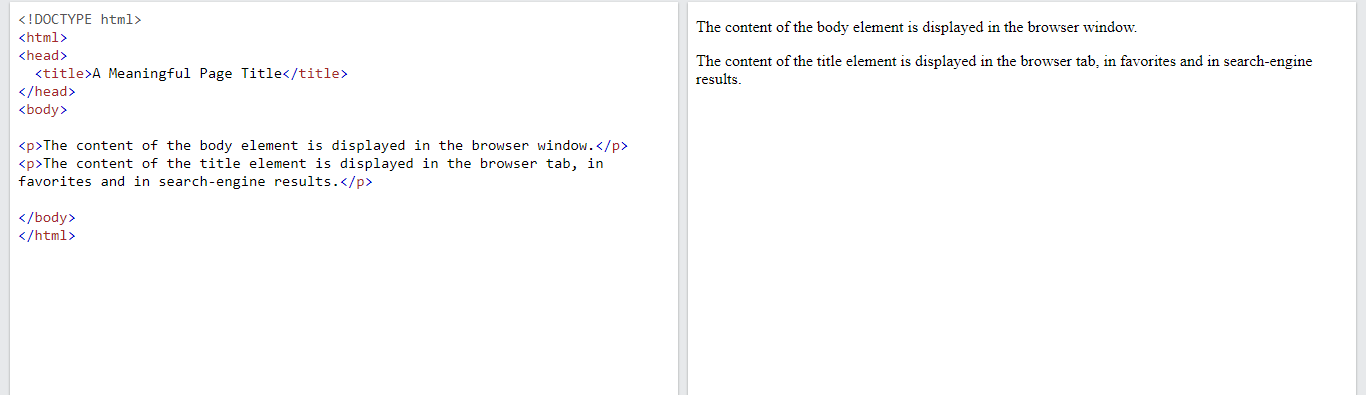 <!DOCTYPE html>
<html>
<head>
  <title>A Meaningful Page Title</title>
</head>
<body>

<p>The content of the body element is displayed in the browser window.</p>
<p>The content of the title element is displayed in the browser tab, in
favorites and in search-engine results.</p>

</body>
</html>
The content of the body element is displayed in the browser window.
The content of the title element is displayed in the browser tab, in favorites and in search-engine
results.